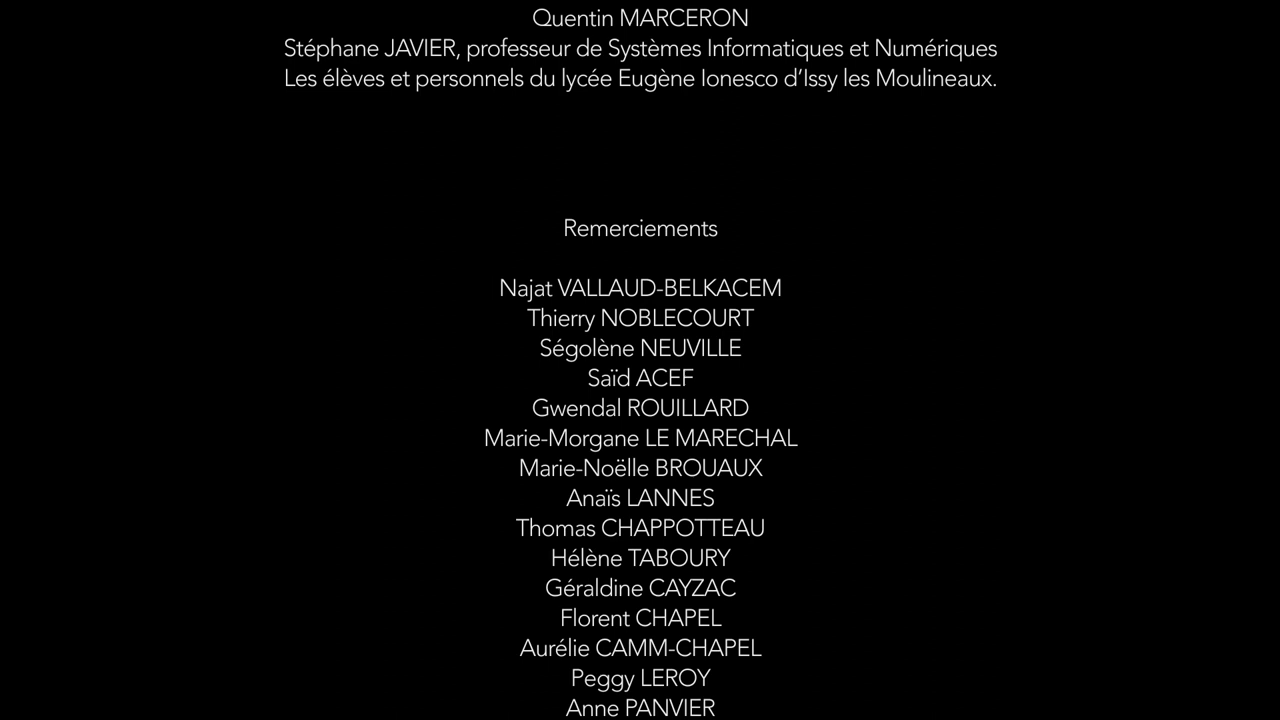 Quentin MARCERON
Stéphane JAVIER, professeur de Systèmes Informatiques et Numériques
Les élèves et personnels du lycée Eugène Ionesco d’Issy les Moulineaux.
Remerciements
Najat VALLAUD-BELKACEM
Thierry NOBLECOURT
Ségolène NEUVILLE
Saïd ACEF
Gwendal ROUILLARD
Marie-Morgane LE MARECHAL
Marie-Noëlle BROUAUX
Anaïs LANNES
Thomas CHAPPOTTEAU
Hélène TABOURY
Géraldine CAYZAC
Florent CHAPEL
Aurélie CAMM-CHAPEL
Peggy LEROY
Anne PANVIER